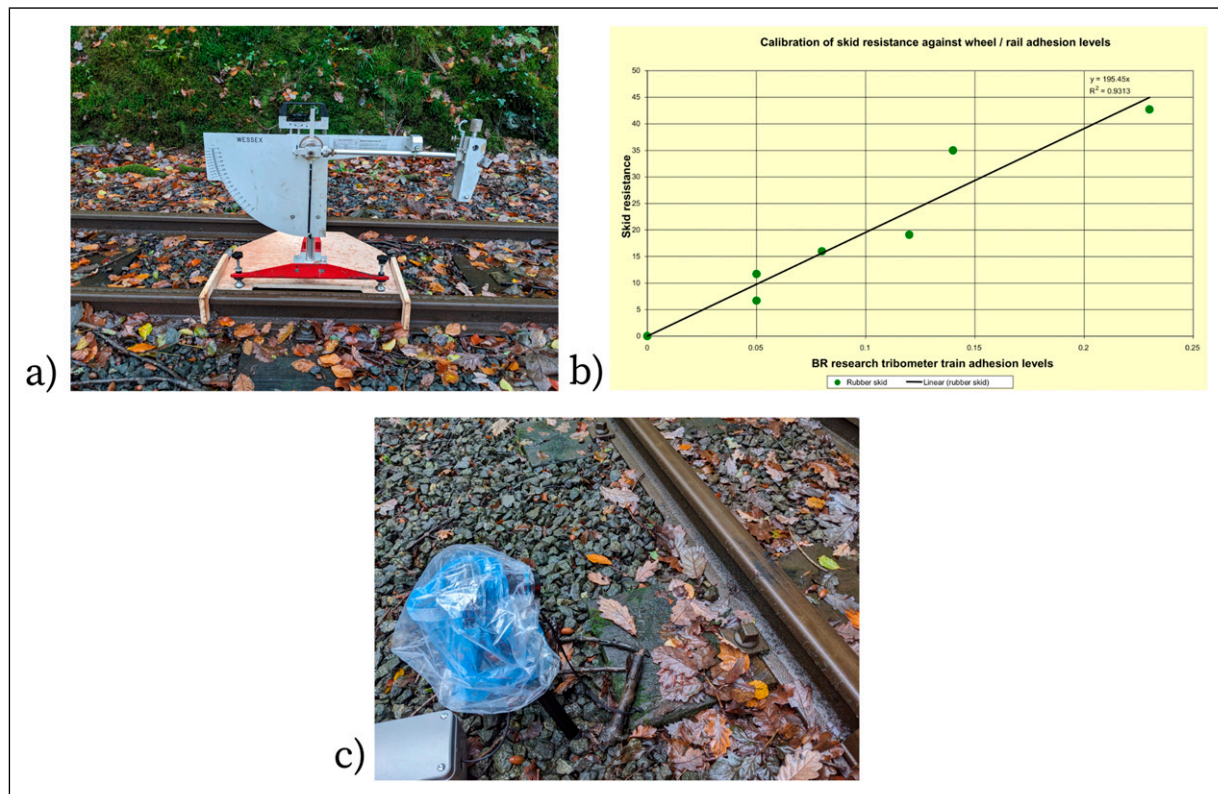 a)
WESSEX
b)
Calibration of skid resistance against wheel / rail adhesion levels
y = 195.45x
R² = 0.9313
Skid resistance
50
45
40
35
30
25
20
15
10
5
0
0
0.05
0.1
0.15
0.2
0.25
BR research tribometer train adhesion levels
Rubber skid
Linear (rubber skid)
c)